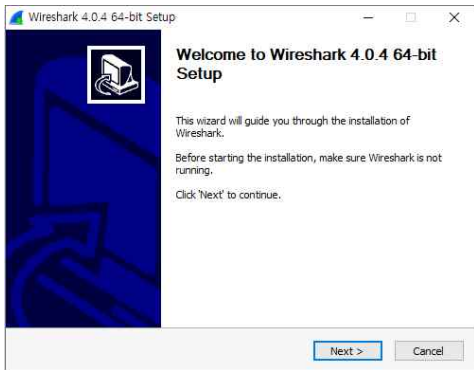 Wireshark 4.0.4 64-bit Setup
Welcome to Wireshark 4.0.4 64-bit
Setup
This wizard will guide you through the installation of
Wireshark.
Before starting the installation, make sure Wireshark is not
running.
Click 'Next' to continue.
Next >
Cancel